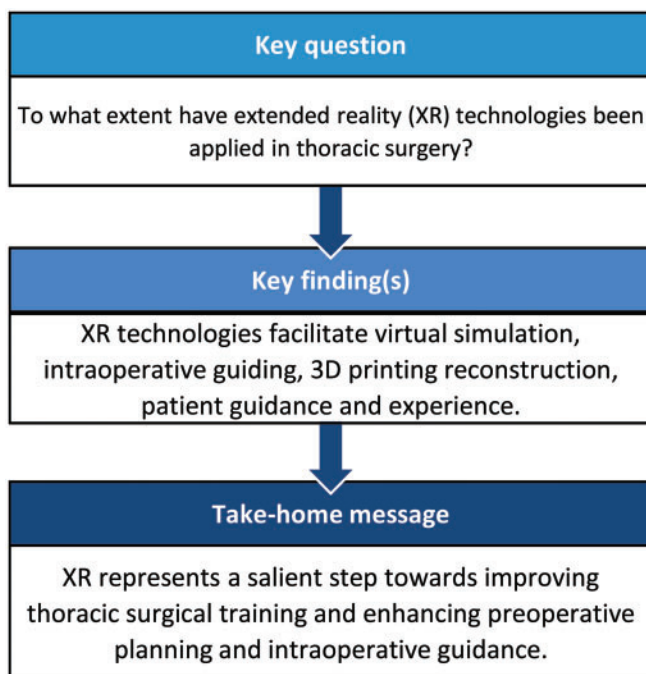 Key question
To what extent have extended reality (XR) technologies been
applied in thoracic surgery?
Key finding(s)
XR technologies facilitate virtual simulation,
intraoperative guiding, 3D printing reconstruction,
patient guidance and experience.
Take-home message
XR represents a salient step towards improving
thoracic surgical training and enhancing preoperative
planning and intraoperative guidance.